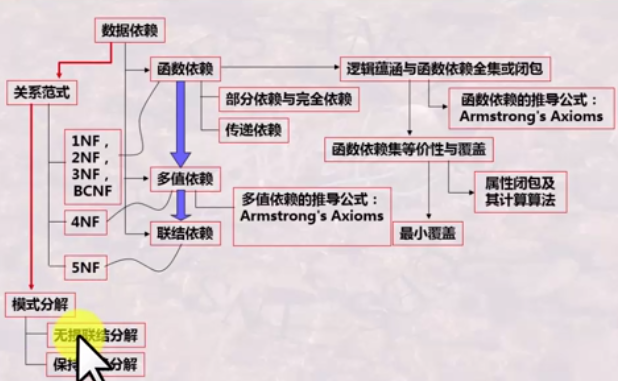 数据依赖
函数依赖
逻辑蕴涵与函数依赖全集或闭包
关系范式
部分依赖与完全依赖
函数依赖的推导公式：
Armstrong's Axioms
传递依赖
1NF，
2NF，
3NF，
BCNF
函数依赖集等价性与覆盖
多值依赖
属性闭包及
其计算算法
多值依赖的推导公式：
Armstrong's Axioms
4NF
联结依赖
最小覆盖
5NF
模式分解
无损联结分解
保持 分解